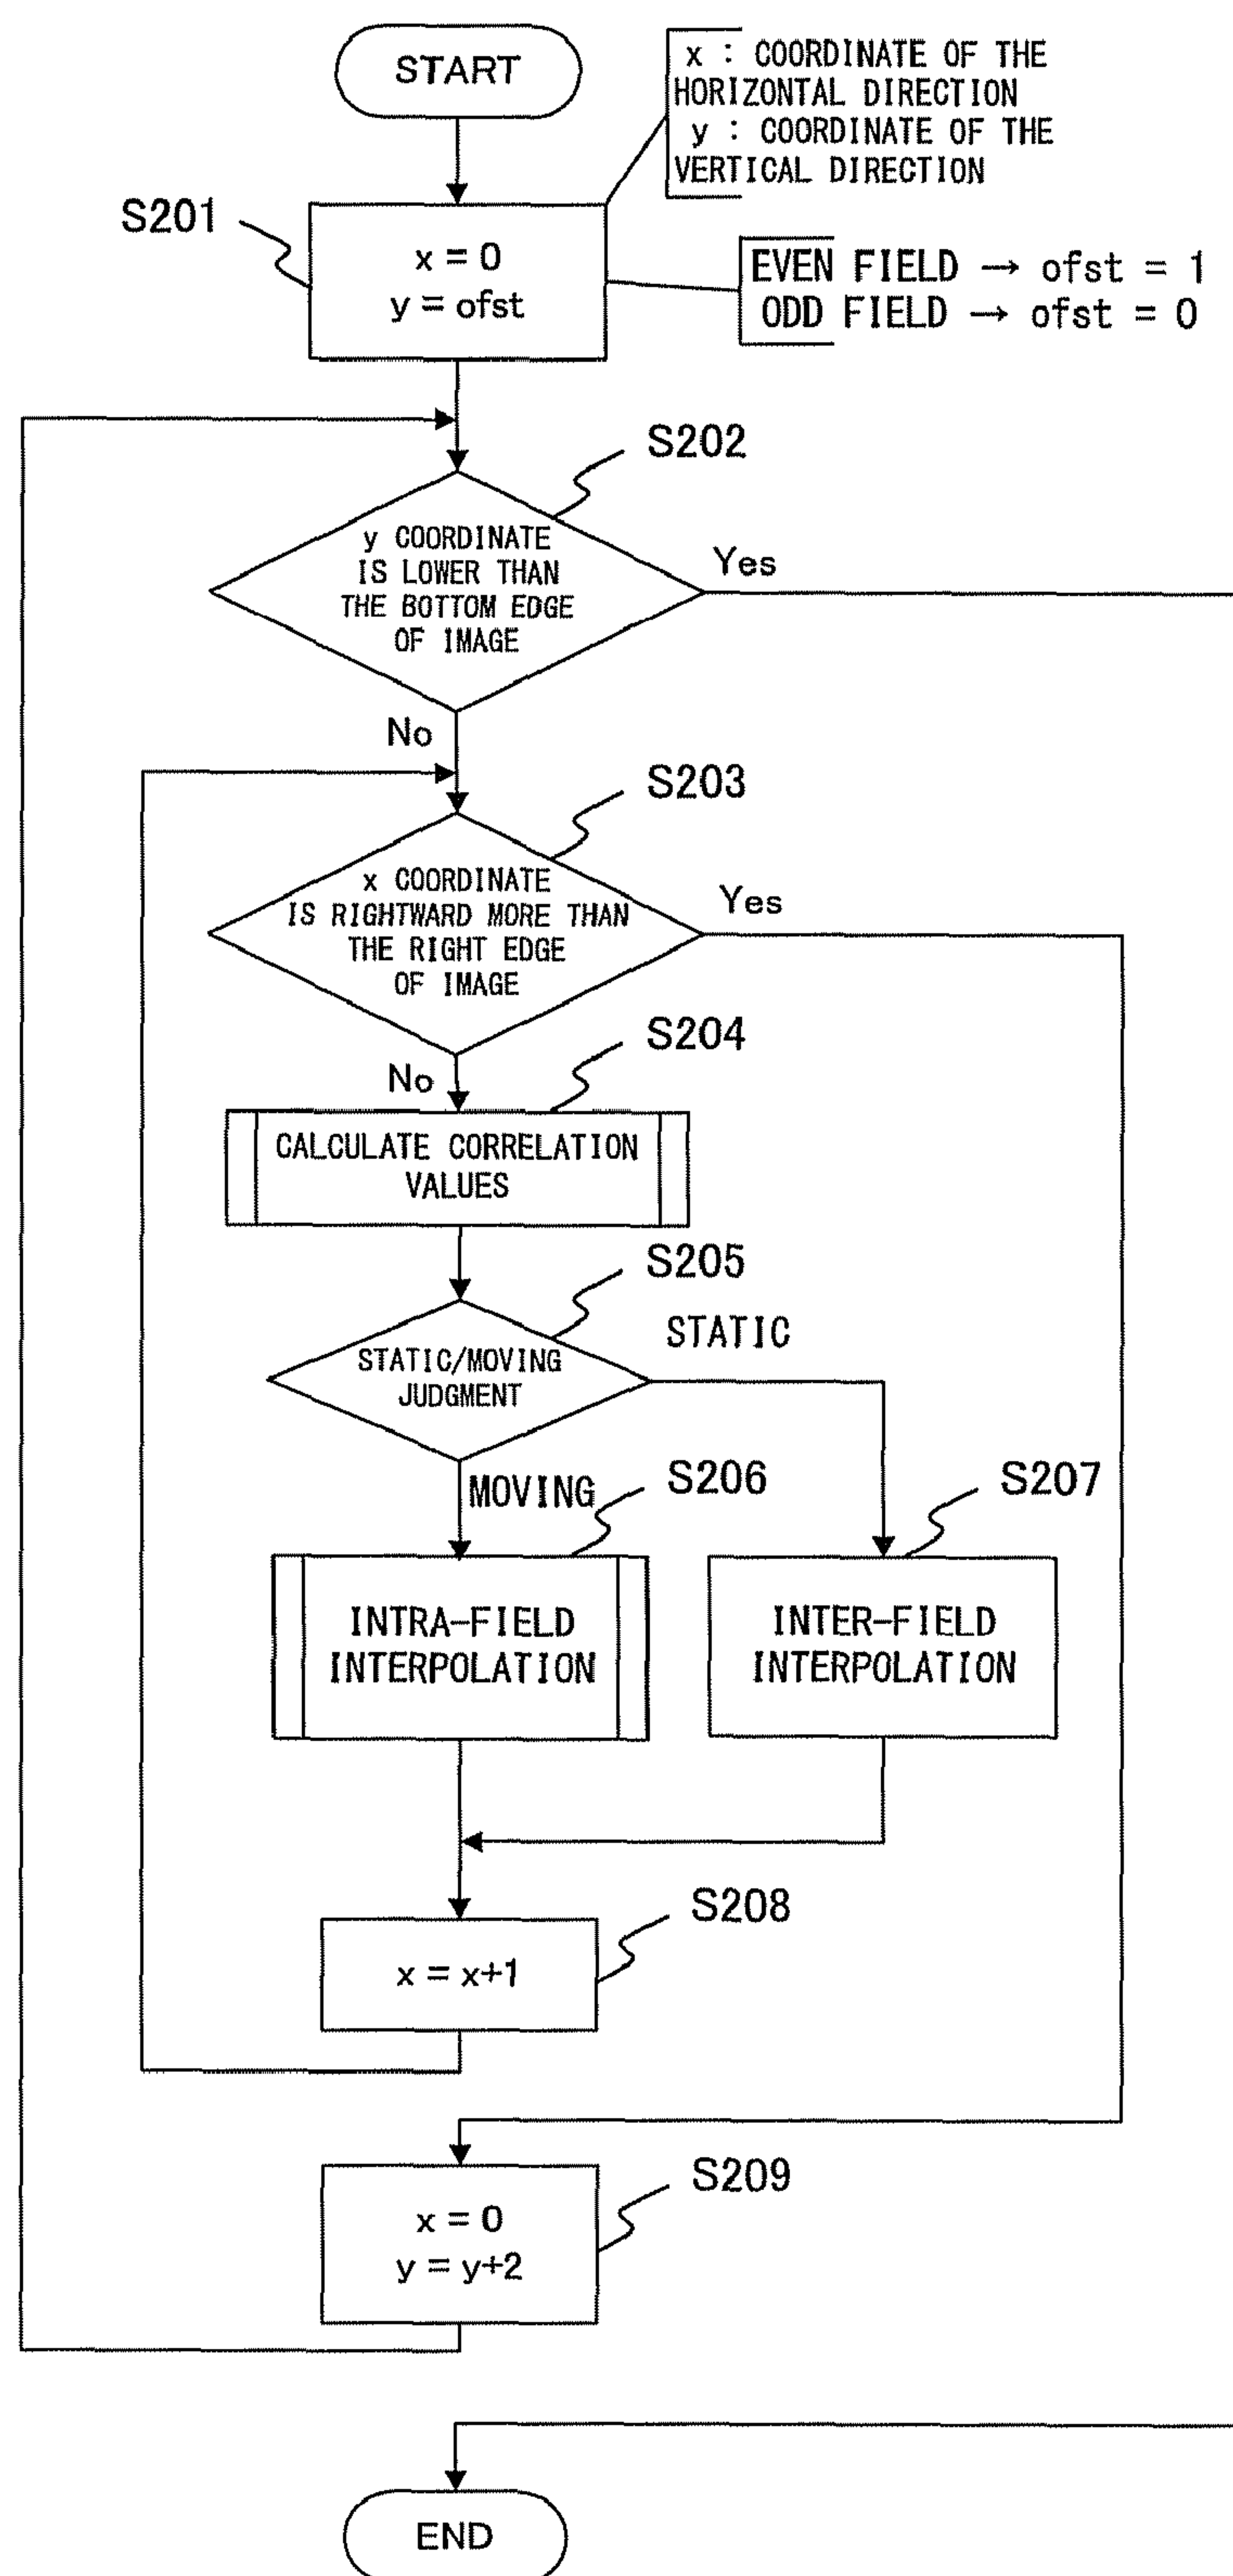 START
x : COORDINATE OF THE
HORIZONTAL DIRECTION
y : COORDINATE OF THE
VERTICAL DIRECTION
S201
x = 0
y = ofst
EVEN FIELD → ofst = 1
ODD FIELD → ofst = 0
S202
y COORDINATE
IS LOWER THAN
THE BOTTOM EDGE
OF IMAGE
Yes
No
S203
x COORDINATE
IS RIGHTWARD MORE THAN
THE RIGHT EDGE
OF IMAGE
Yes
No
S204
CALCULATE CORRELATION
VALUES
S205
STATIC/MOVING
JUDGMENT
STATIC
MOVING
S206
INTRA-FIELD
INTERPOLATION
S207
INTER-FIELD
INTERPOLATION
S208
x = x+1
S209
x = 0
y = y+2
END